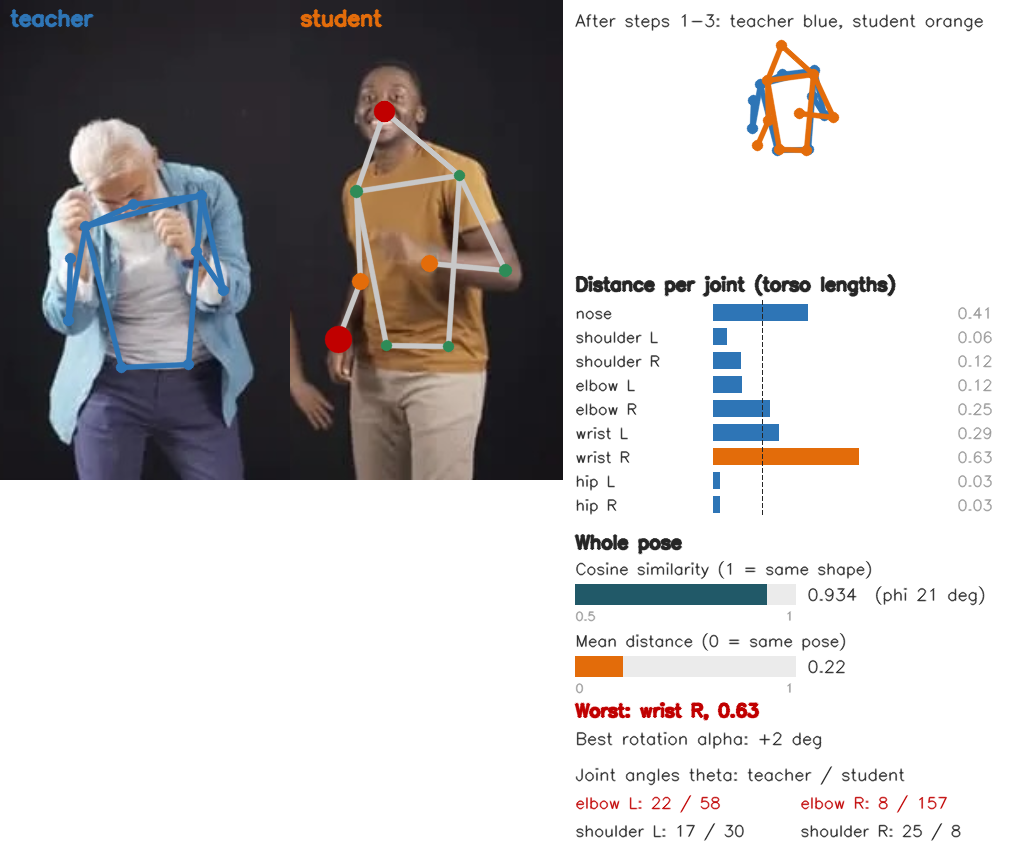 teacher
student
After steps 1-3: teacher blue, student orange
Distance per joint (torso lengths)
nose 0.41
shoulder L 0.06
shoulder R 0.12
elbow L 0.12
elbow R 0.25
wrist L 0.29
wrist R 0.63
hip L 0.03
hip R 0.03
Whole pose
Cosine similarity (1 = same shape)
0.934 (phi 21 deg)
0.5 1
Mean distance (0 = same pose)
0.22
0 1
Worst: wrist R, 0.63
Best rotation alpha: +2 deg
Joint angles theta: teacher / student
elbow L: 22 / 58 elbow R: 8 / 157
shoulder L: 17 / 30 shoulder R: 25 / 8